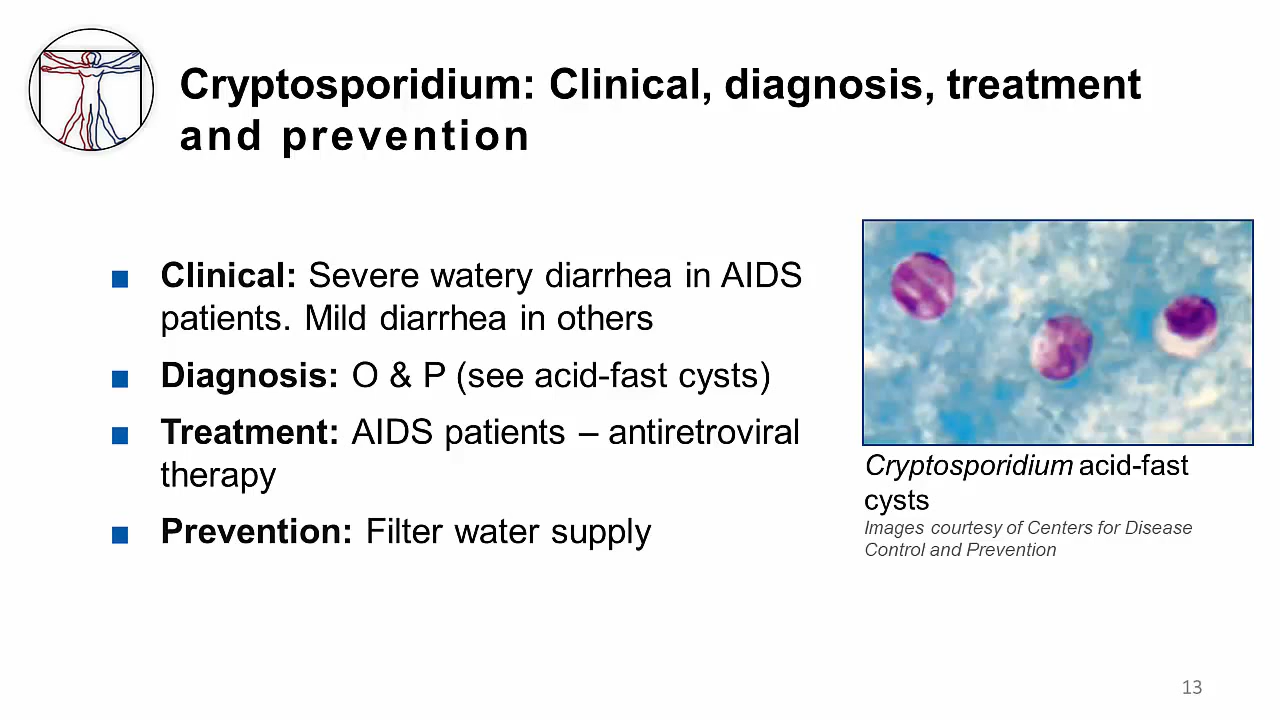 Cryptosporidium: Clinical, diagnosis, treatment
and prevention
■ Clinical: Severe watery diarrhea in AIDS
patients. Mild diarrhea in others
■ Diagnosis: O & P (see acid-fast cysts)
■ Treatment: AIDS patients – antiretroviral
therapy
■ Prevention: Filter water supply
Cryptosporidium acid-fast
cysts
Images courtesy of Centers for Disease
Control and Prevention
13